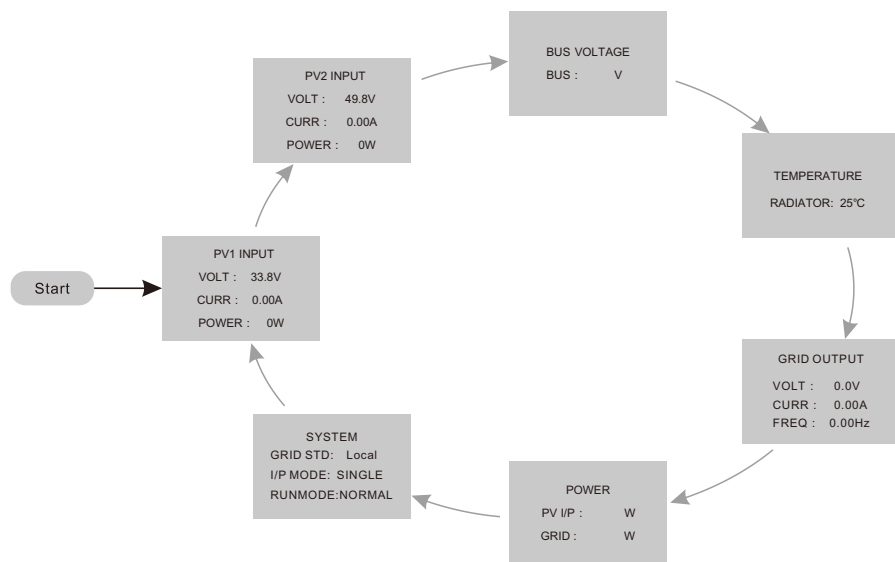 Start
PV1 INPUT
VOLT : 33.8V
CURR : 0.00A
POWER : 0W
PV2 INPUT
VOLT : 49.8V
CURR : 0.00A
POWER : 0W
BUS VOLTAGE
BUS : V
TEMPERATURE
RADIATOR: 25℃
GRID OUTPUT
VOLT : 0.0V
CURR : 0.00A
FREQ : 0.00Hz
POWER
PV I/P : W
GRID : W
SYSTEM
GRID STD: Local
I/P MODE: SINGLE
RUNMODE:NORMAL